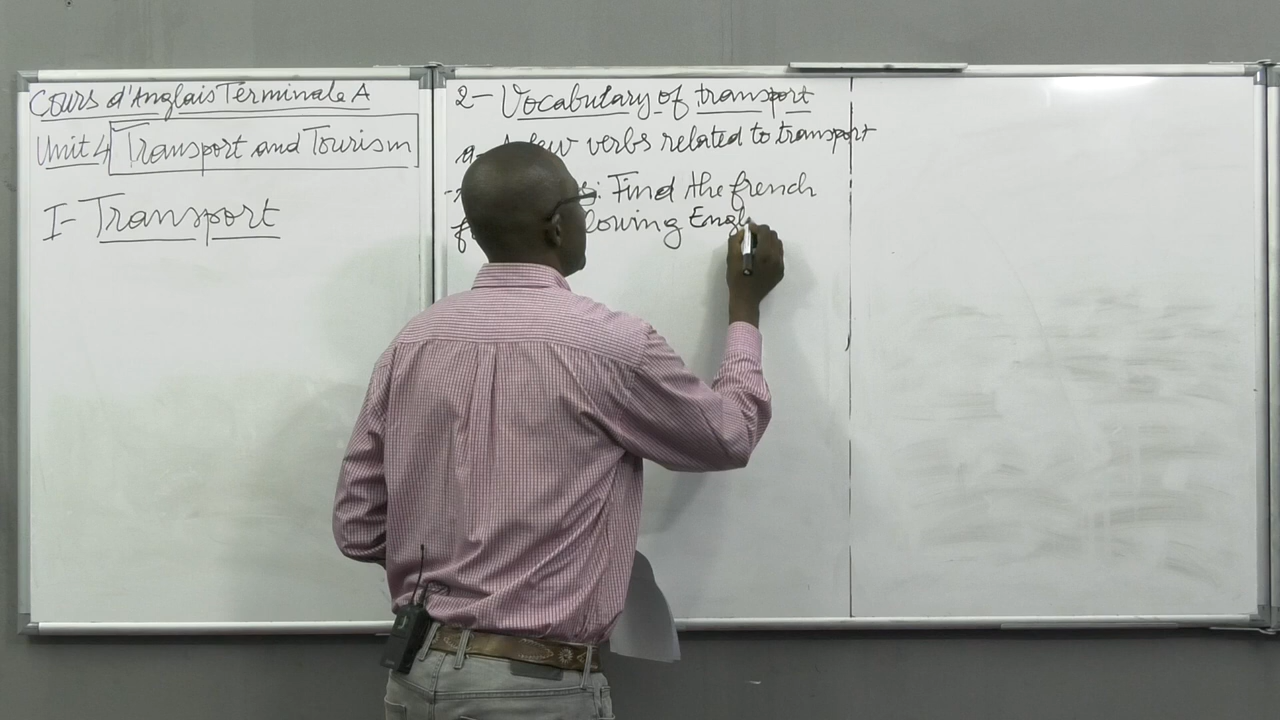 Cours d'Anglais Terminale A
Unit 4 Transport and Tourism
I- Transport
2- Vocabulary of transport
a- A few verbs related to transport
: Find the french
lowing Engl